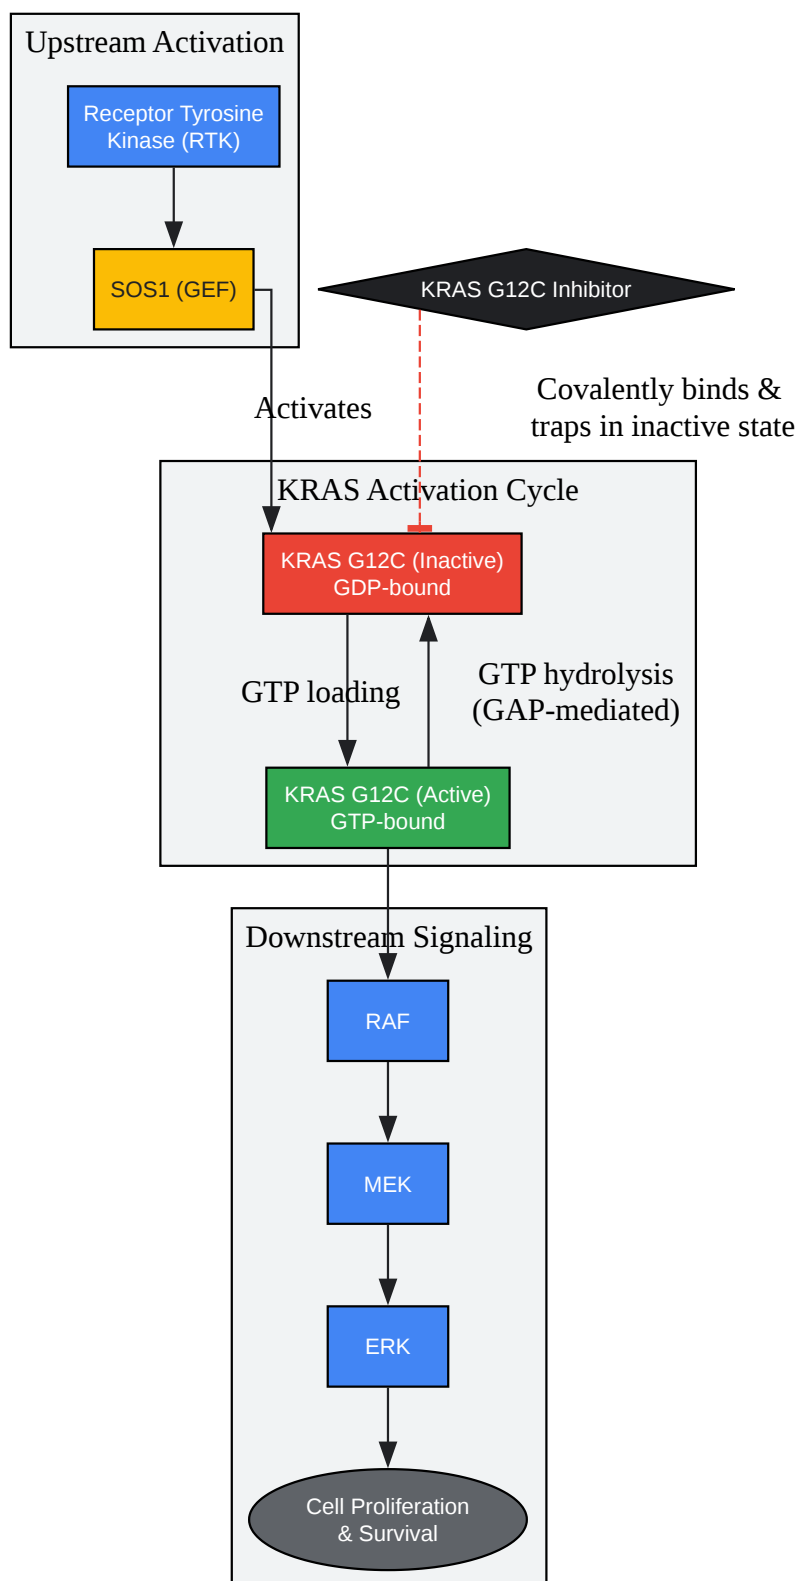 Upstream Activation
Receptor Tyrosine
Kinase (RTK)
SOS1 (GEF)
KRAS G12C Inhibitor
Activates
Covalently binds &
traps in inactive state
KRAS Activation Cycle
KRAS G12C (Inactive)
GDP-bound
GTP loading
GTP hydrolysis
(GAP-mediated)
KRAS G12C (Active)
GTP-bound
Downstream Signaling
RAF
MEK
ERK
Cell Proliferation
& Survival